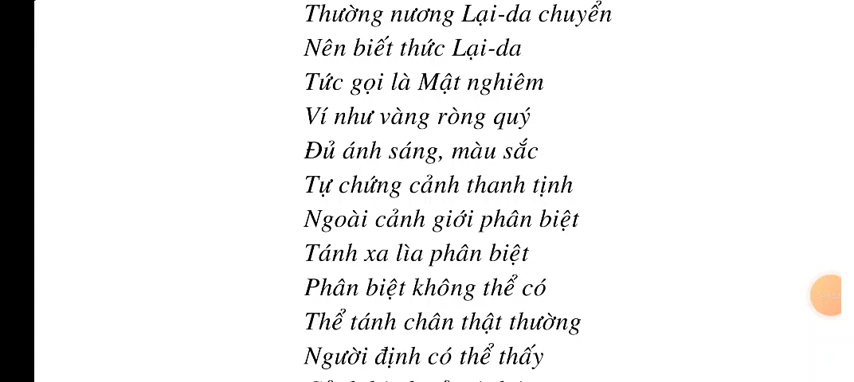 Thường nương Lại-da chuyển
Nên biết thức Lại-da
Tức gọi là Mật nghiêm
Ví như vàng ròng quý
Đủ ánh sáng, màu sắc
Tự chứng cảnh thanh tịnh
Ngoài cảnh giới phân biệt
Tánh xa lìa phân biệt
Phân biệt không thể có
Thể tánh chân thật thường
Người định có thể thấy